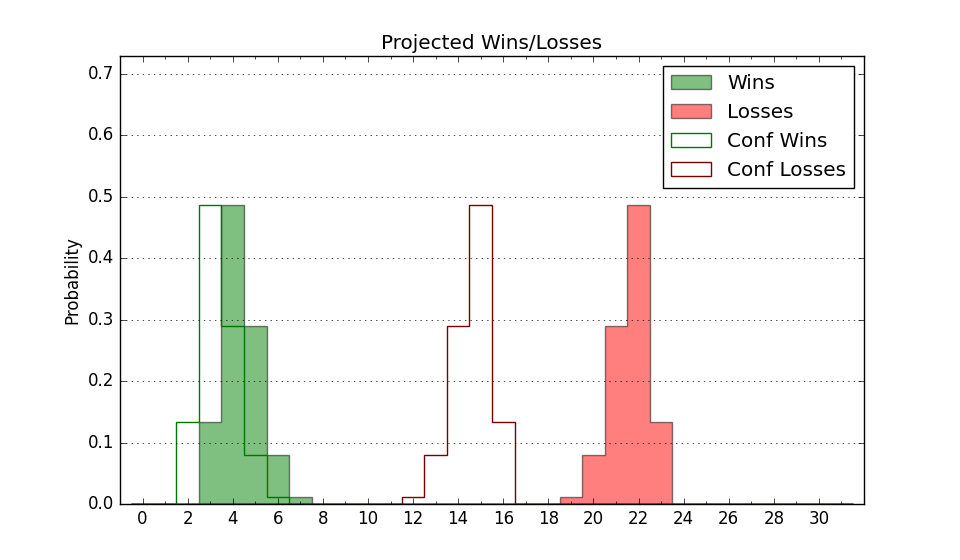 Projected Wins/Losses
0.7
0.6
0.5
0.4
0.3
0.2
0.1
0.0
Probability
Wins
Losses
Conf Wins
Conf Losses
0 2 4 6 8 10 12 14 16 18 20 22 24 26 28 30